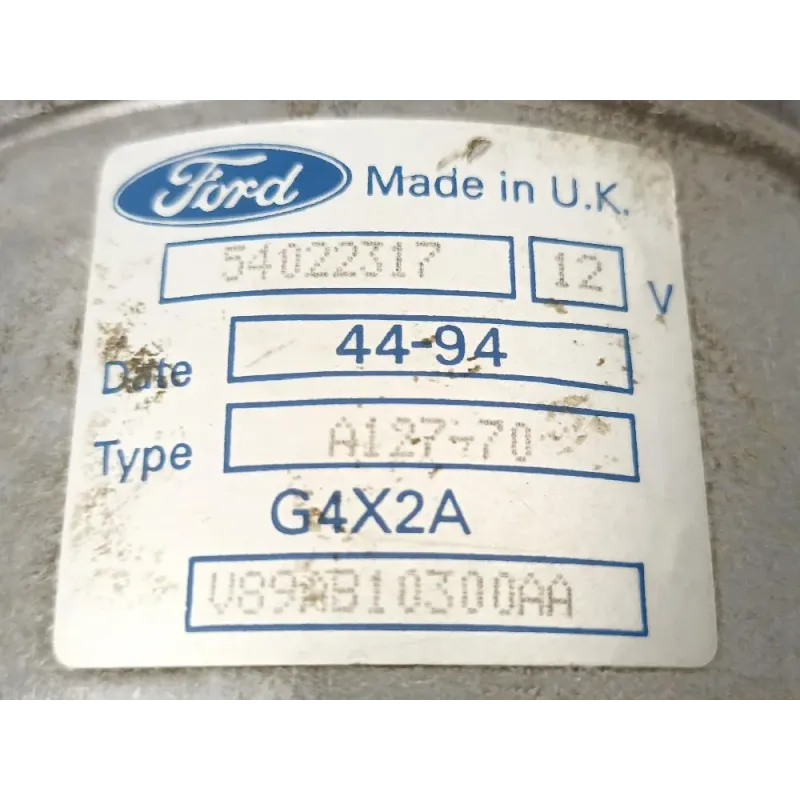 Ford Made in U.K.
54022317 12 V
Date 44-94
Type A127-70
G4X2A
V89AB10300AA